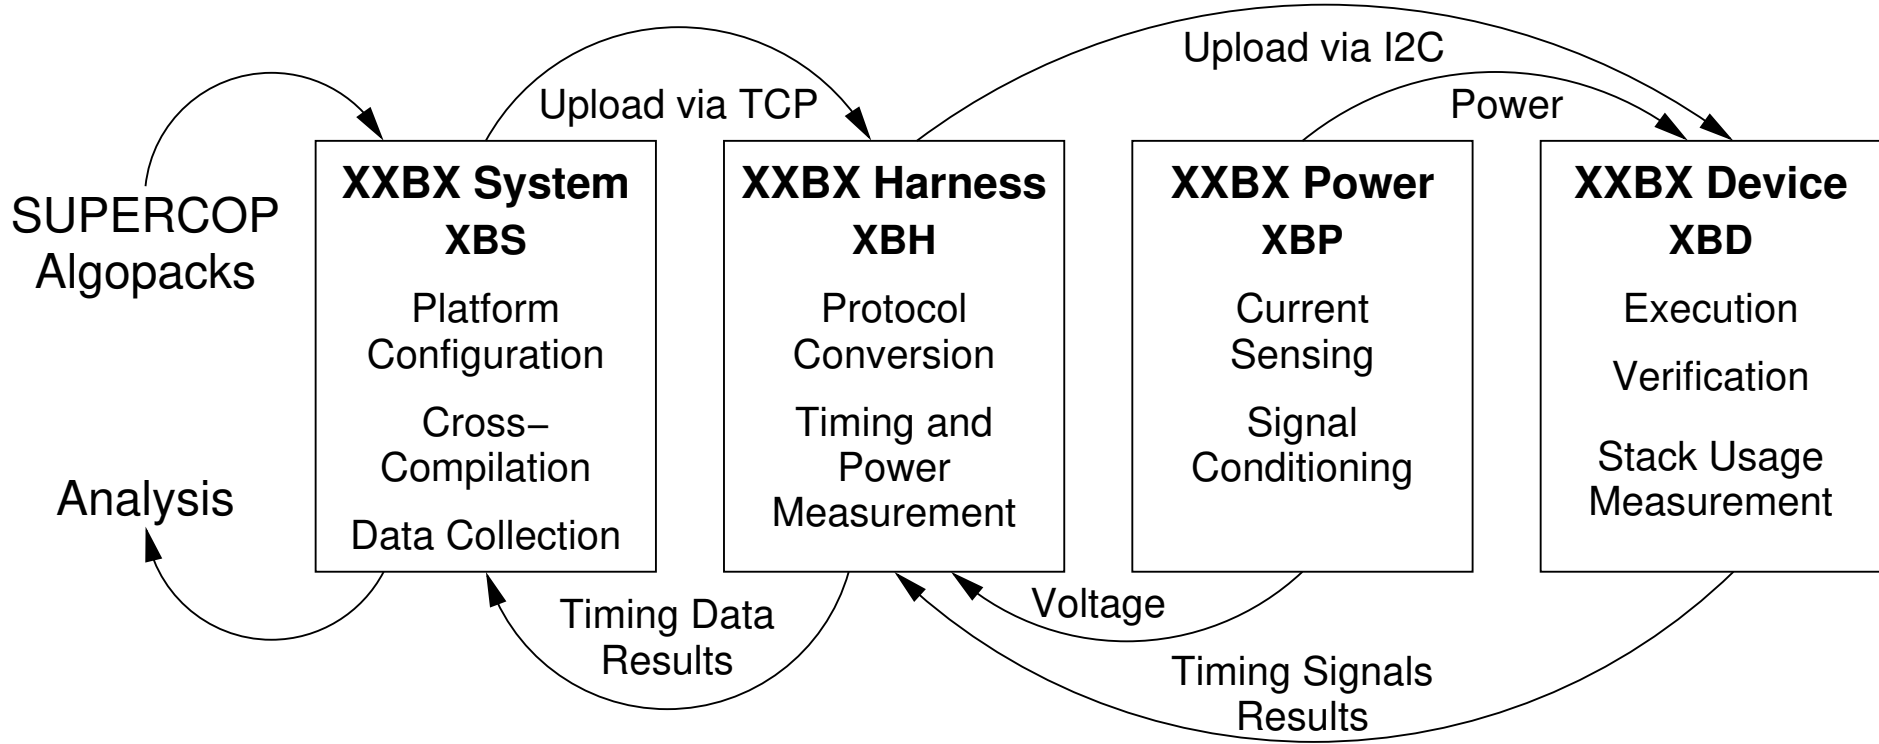 SUPERCOP
Algopacks
Analysis
Upload via TCP
Upload via I2C
Power
XXBX System
XBS
Platform
Configuration
Cross–
Compilation
Data Collection
XXBX Harness
XBH
Protocol
Conversion
Timing and
Power
Measurement
XXBX Power
XBP
Current
Sensing
Signal
Conditioning
XXBX Device
XBD
Execution
Verification
Stack Usage
Measurement
Timing Data
Results
Voltage
Timing Signals
Results